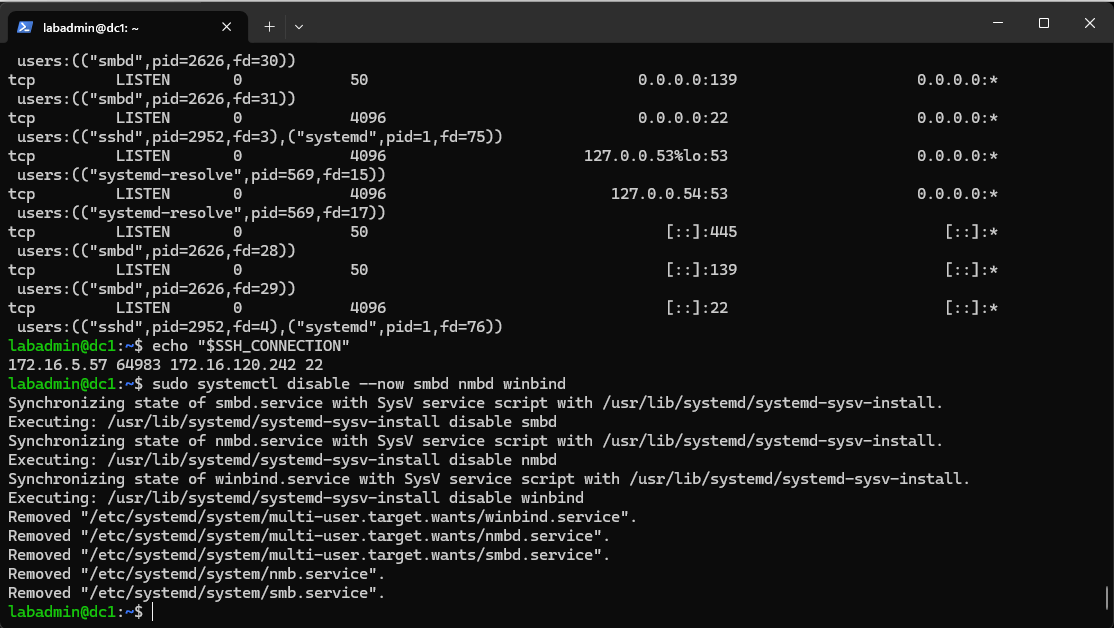 labadmin@dc1: ~
users:(("smbd",pid=2626,fd=30))
tcp LISTEN 0 50 0.0.0.0:139 0.0.0.0:*
users:(("smbd",pid=2626,fd=31))
tcp LISTEN 0 4096 0.0.0.0:22 0.0.0.0:*
users:(("sshd",pid=2952,fd=3),("systemd",pid=1,fd=75))
tcp LISTEN 0 4096 127.0.0.53%lo:53 0.0.0.0:*
users:(("systemd-resolve",pid=569,fd=15))
tcp LISTEN 0 4096 127.0.0.54:53 0.0.0.0:*
users:(("systemd-resolve",pid=569,fd=17))
tcp LISTEN 0 50 [::]:445 [::]:*
users:(("smbd",pid=2626,fd=28))
tcp LISTEN 0 50 [::]:139 [::]:*
users:(("smbd",pid=2626,fd=29))
tcp LISTEN 0 4096 [::]:22 [::]:*
users:(("sshd",pid=2952,fd=4),("systemd",pid=1,fd=76))
labadmin@dc1:~$ echo "$SSH_CONNECTION"
172.16.5.57 64983 172.16.120.242 22
labadmin@dc1:~$ sudo systemctl disable --now smbd nmbd winbind
Synchronizing state of smbd.service with SysV service script with /usr/lib/systemd/systemd-sysv-install.
Executing: /usr/lib/systemd/systemd-sysv-install disable smbd
Synchronizing state of nmbd.service with SysV service script with /usr/lib/systemd/systemd-sysv-install.
Executing: /usr/lib/systemd/systemd-sysv-install disable nmbd
Synchronizing state of winbind.service with SysV service script with /usr/lib/systemd/systemd-sysv-install.
Executing: /usr/lib/systemd/systemd-sysv-install disable winbind
Removed "/etc/systemd/system/multi-user.target.wants/winbind.service".
Removed "/etc/systemd/system/multi-user.target.wants/nmbd.service".
Removed "/etc/systemd/system/multi-user.target.wants/smbd.service".
Removed "/etc/systemd/system/nmb.service".
Removed "/etc/systemd/system/smb.service".
labadmin@dc1:~$